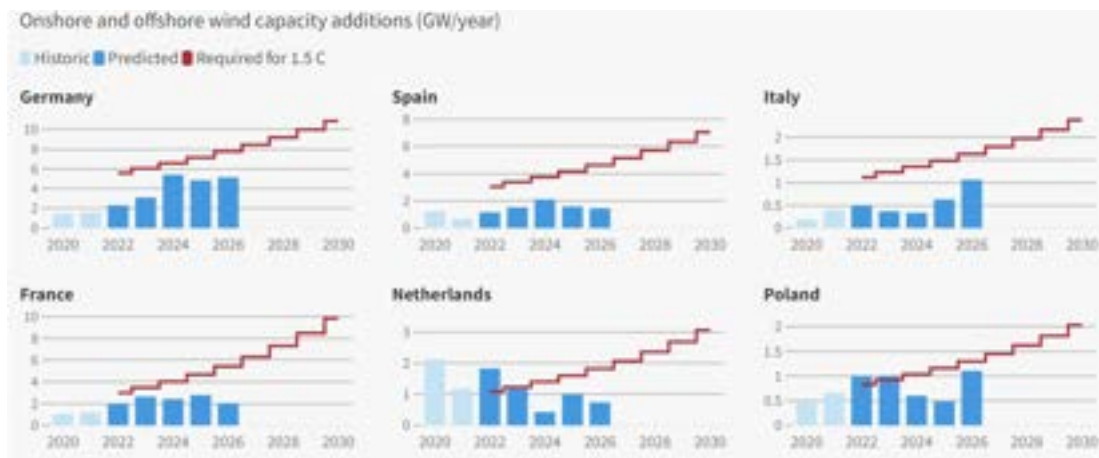 Onshore and offshore wind capacity additions (GW/year)
Historic Predicted Required for 1.5 C
Germany
10
8
6
4
2
0
2020 2022 2024 2026 2028 2030
Spain
8
6
4
2
0
2020 2022 2024 2026 2028 2030
Italy
2
1.5
1
0.5
0
2020 2022 2024 2026 2028 2030
France
10
8
6
4
2
0
2020 2022 2024 2026 2028 2030
Netherlands
3
2
1
0
2020 2022 2024 2026 2028 2030
Poland
2
1.5
1
0.5
0
2020 2022 2024 2026 2028 2030